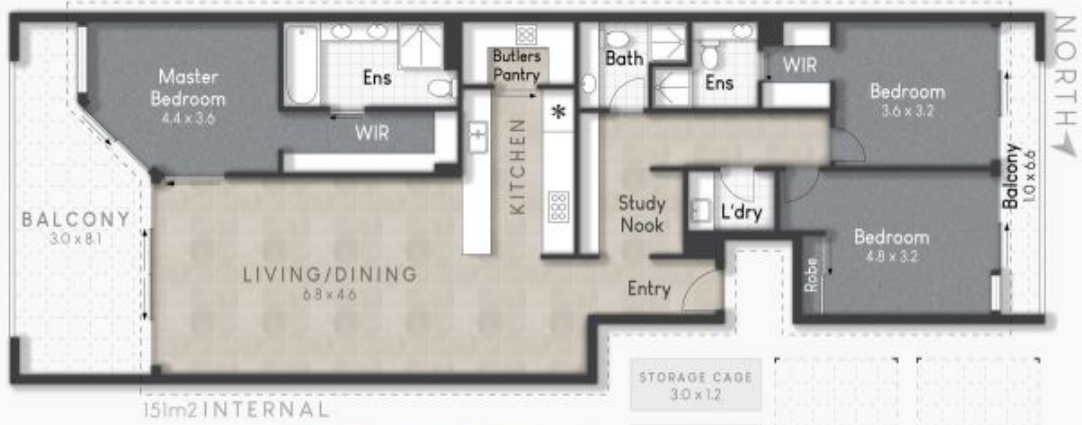 NORTH
Master
Bedroom
4.4 x 3.6
Ens
WIR
Butlers
Pantry
KITCHEN
*
Bath
Ens
WIR
Bedroom
3.6 x 3.2
Balcony
1.0 x 6.6
BALCONY
3.0 x 8.1
LIVING/DINING
6.8 x 4.6
Study
Nook
L'dry
Bedroom
4.8 x 3.2
Robe
Entry
STORAGE CAGE
3.0 x 1.2
151m2 INTERNAL